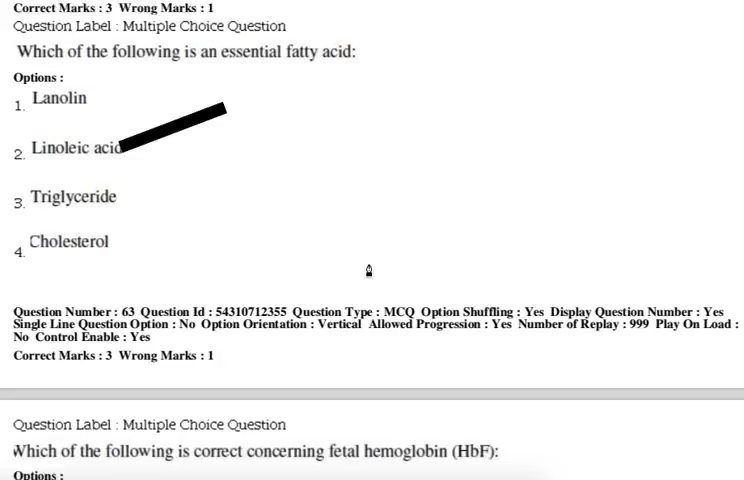 Correct Marks : 3 Wrong Marks : 1
Question Label : Multiple Choice Question
Which of the following is an essential fatty acid:
Options :
1. Lanolin
2. Linoleic acid
3. Triglyceride
4. Cholesterol
Question Number : 63 Question Id : 54310712355 Question Type : MCQ Option Shuffling : Yes Display Question Number : Yes
Single Line Question Option : No Option Orientation : Vertical Allowed Progression : Yes Number of Replay : 999 Play On Load :
No Control Enable : Yes
Correct Marks : 3 Wrong Marks : 1
Question Label : Multiple Choice Question
Which of the following is correct concerning fetal hemoglobin (HbF):
Options :